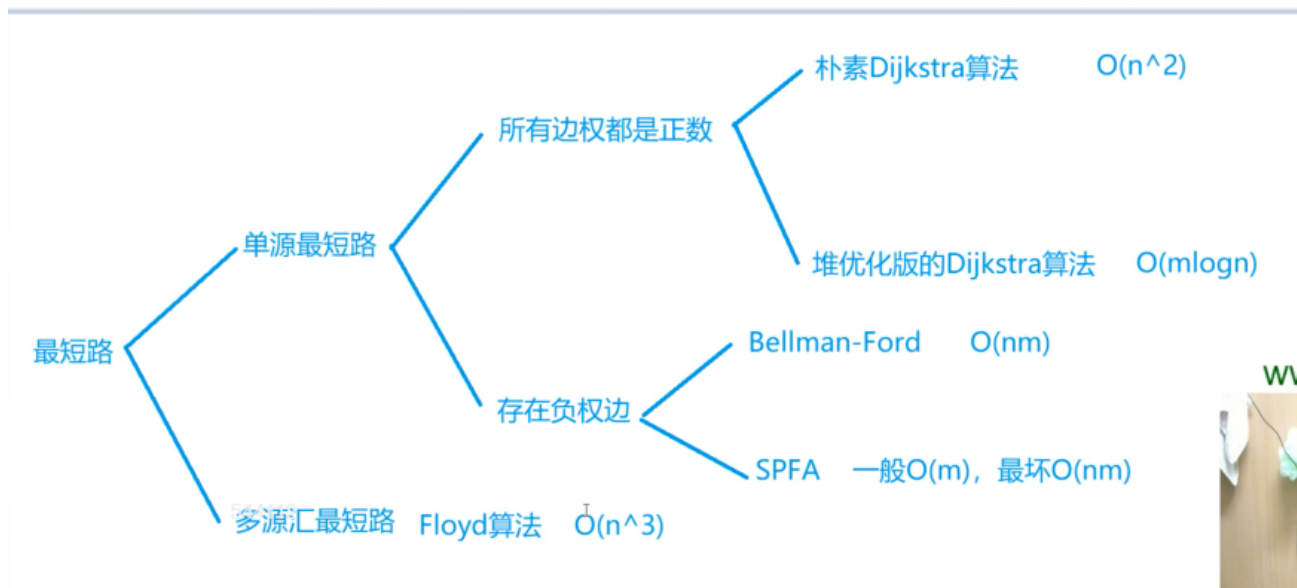 朴素Dijkstra算法 O(n^2)
所有边权都是正数
单源最短路
堆优化版的Dijkstra算法 O(mlogn)
最短路
Bellman-Ford O(nm)
存在负权边
SPFA 一般O(m)，最坏O(nm)
多源汇最短路 Floyd算法 O(n^3)